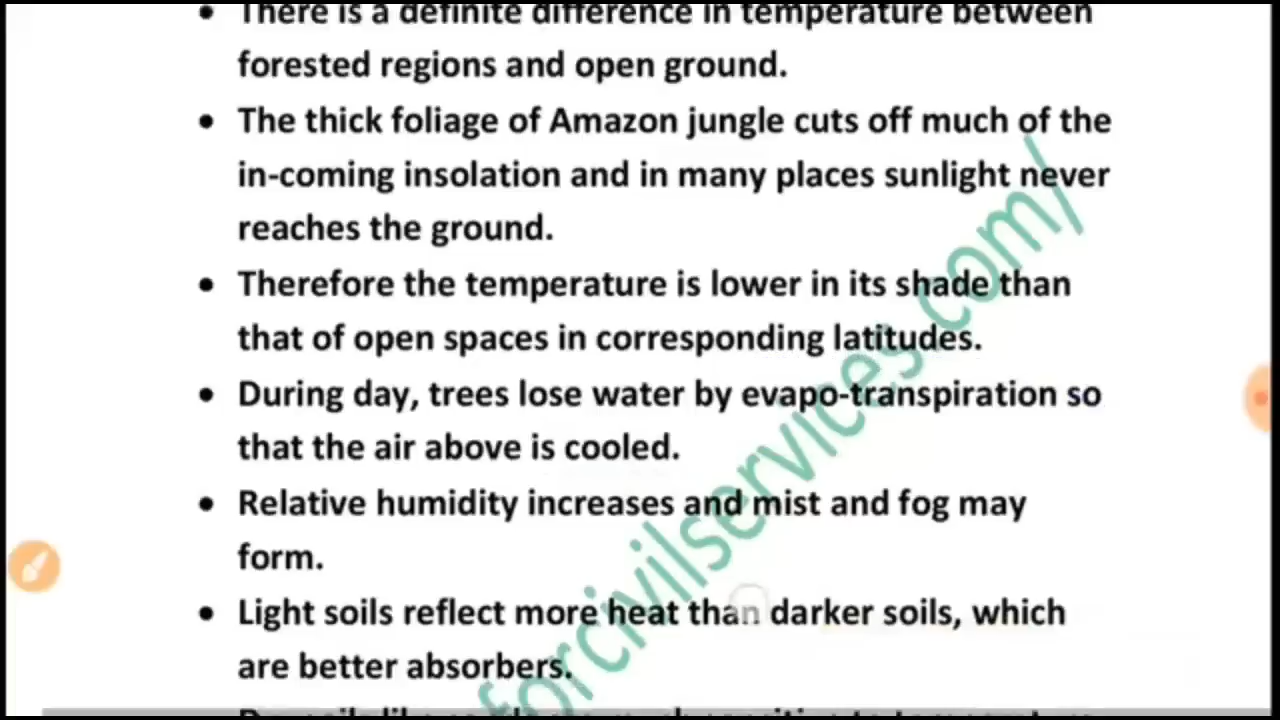 • There is a definite difference in temperature between
forested regions and open ground.
• The thick foliage of Amazon jungle cuts off much of the
in-coming insolation and in many places sunlight never
reaches the ground.
• Therefore the temperature is lower in its shade than
that of open spaces in corresponding latitudes.
• During day, trees lose water by evapo-transpiration so
that the air above is cooled.
• Relative humidity increases and mist and fog may
form.
• Light soils reflect more heat than darker soils, which
are better absorbers.
forcivilservices.com/